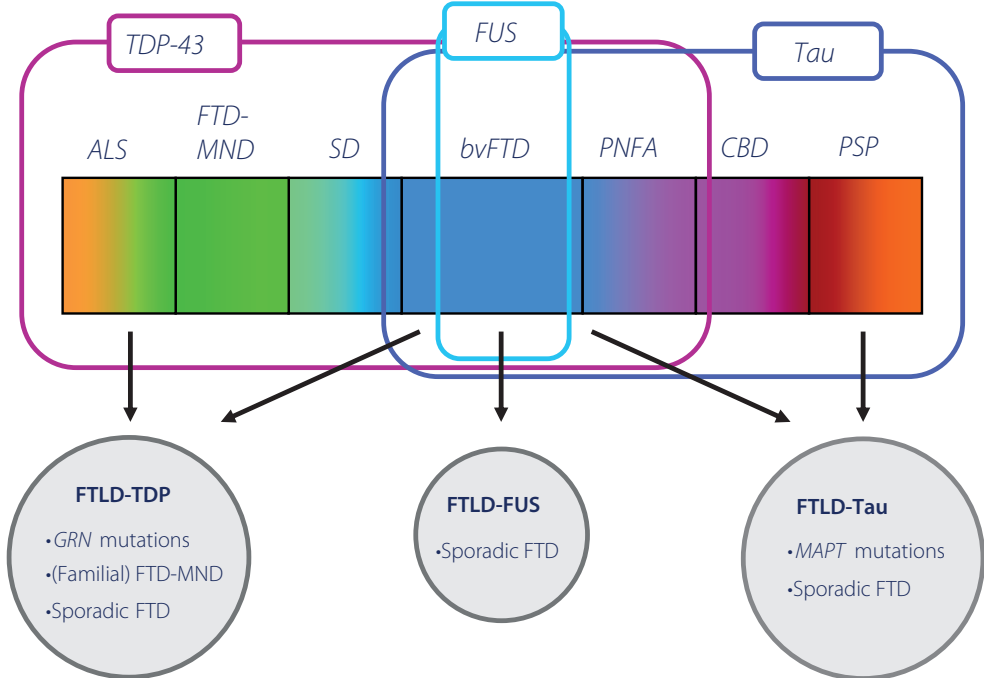 TDP-43
FUS
Tau
ALS
FTD-
MND
SD
bvFTD
PNFA
CBD
PSP
FTLD-TDP
•GRN mutations
•(Familial) FTD-MND
•Sporadic FTD
FTLD-FUS
•Sporadic FTD
FTLD-Tau
•MAPT mutations
•Sporadic FTD